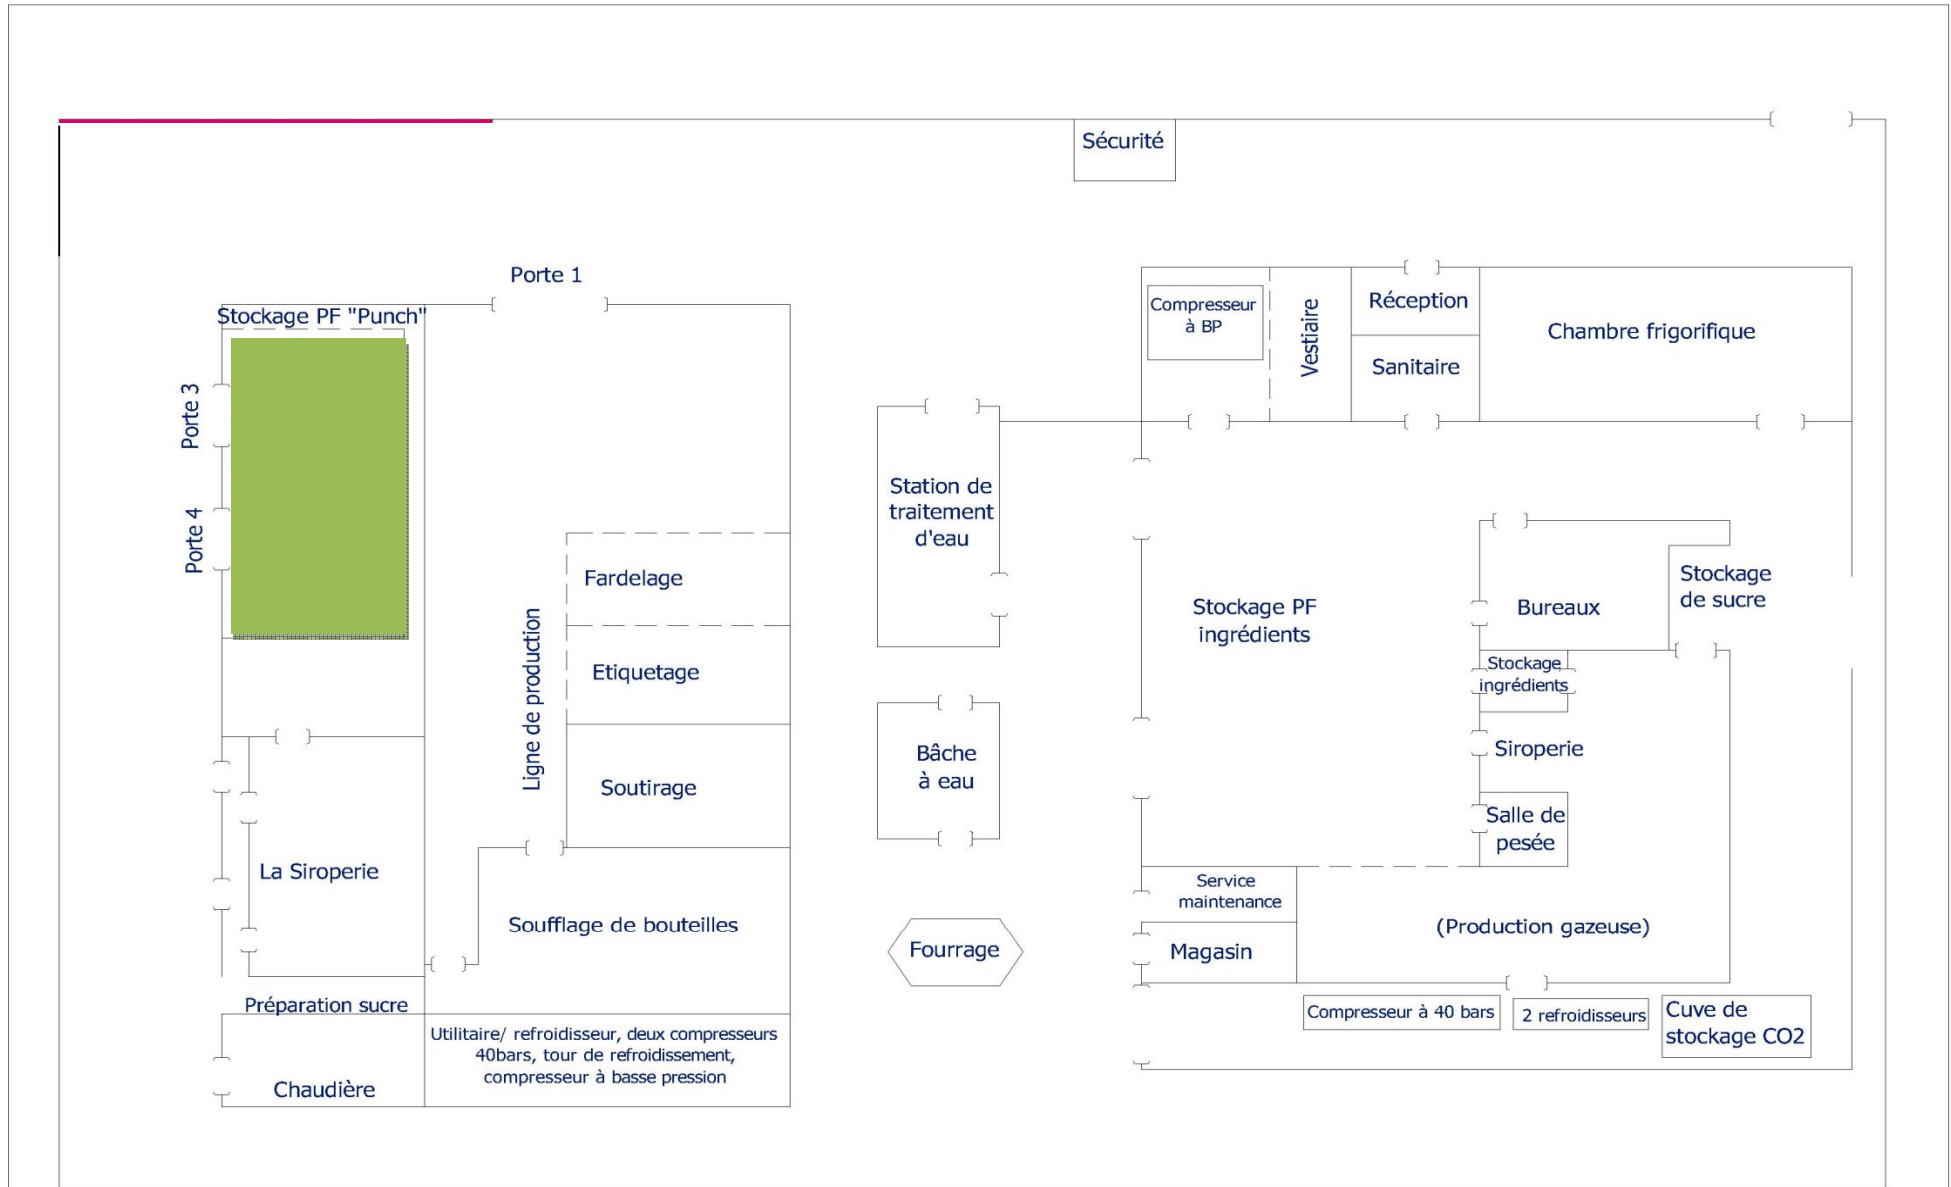 Sécurité
Porte 1
Stockage PF "Punch"
Porte 3
Porte 4
Ligne de production
Fardelage
Etiquetage
Soutirage
La Siroperie
Soufflage de bouteilles
Préparation sucre
Chaudière
Utilitaire/ refroidisseur, deux compresseurs
40bars, tour de refroidissement,
compresseur à basse pression
Station de
traitement
d'eau
Bâche
à eau
Fourrage
Compresseur
à BP
Vestiaire
Réception
Sanitaire
Chambre frigorifique
Stockage PF
ingrédients
Bureaux
Stockage
de sucre
Stockage
ingrédients
Siroperie
Salle de
pesée
Service
maintenance
Magasin
(Production gazeuse)
Compresseur à 40 bars
2 refroidisseurs
Cuve de
stockage CO2